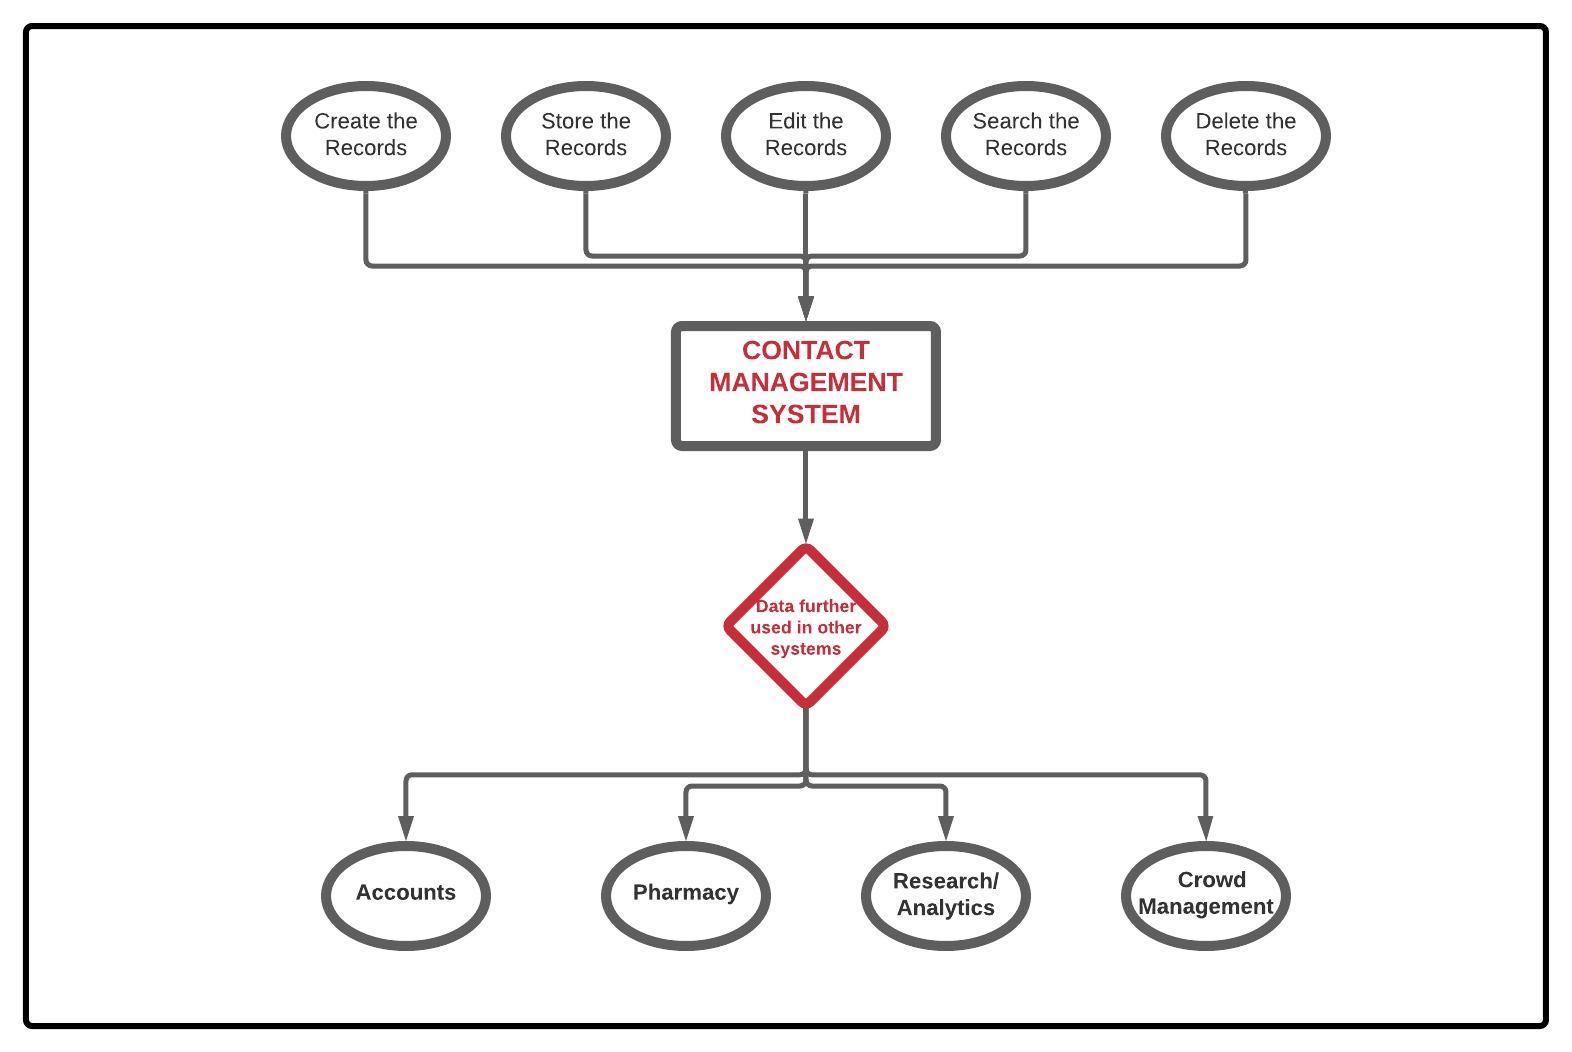 Create the
Records
Store the
Records
Edit the
Records
Search the
Records
Delete the
Records
CONTACT
MANAGEMENT
SYSTEM
Data further
used in other
systems
Accounts
Pharmacy
Research/
Analytics
Crowd
Management